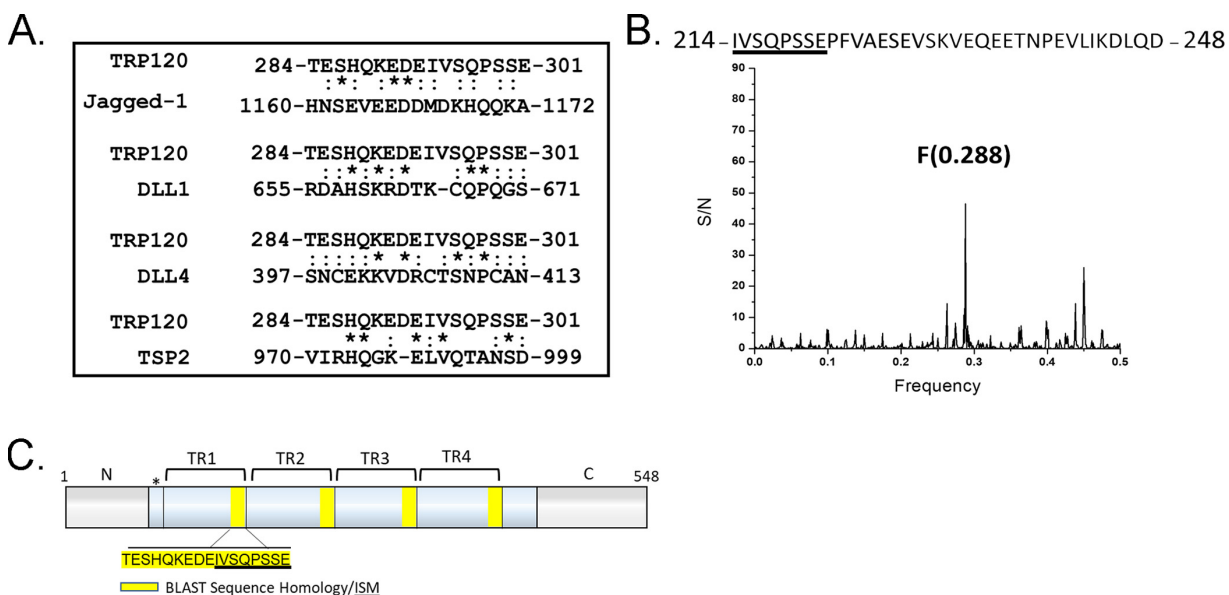 A.
TRP120 284-TESHQKEDEIVSQPSSE-301
:*: :**:: :: ::
Jagged-1 1160-HNSEVEEDDMDKHQQKA-1172
TRP120 284-TESHQKEDEIVSQPSSE-301
::*:*:* :**:::
DLL1 655-RDAHSKRDTK-CQPQGS-671
TRP120 284-TESHQKEDEIVSQPSSE-301
:::::*:*: ::*:*:::
DLL4 397-SNCEKKVDRCTSNPCAN-413
TRP120 284-TESHQKEDEIVSQPSSE-301
** : *:* :*:
TSP2 970-VIRHQGK-ELVQTANSD-999
B.
214-IVSQPSSEPFVAESEVSKVEQEETNPEVLIKDLQD-248
90
80
70
60
50
40
30
20
10
0
S/N
F(0.288)
0.0 0.1 0.2 0.3 0.4 0.5
Frequency
C.
TR1 TR2 TR3 TR4
1 N * C 548
TESHQKEDEIVSQPSSE
BLAST Sequence Homology/ISM